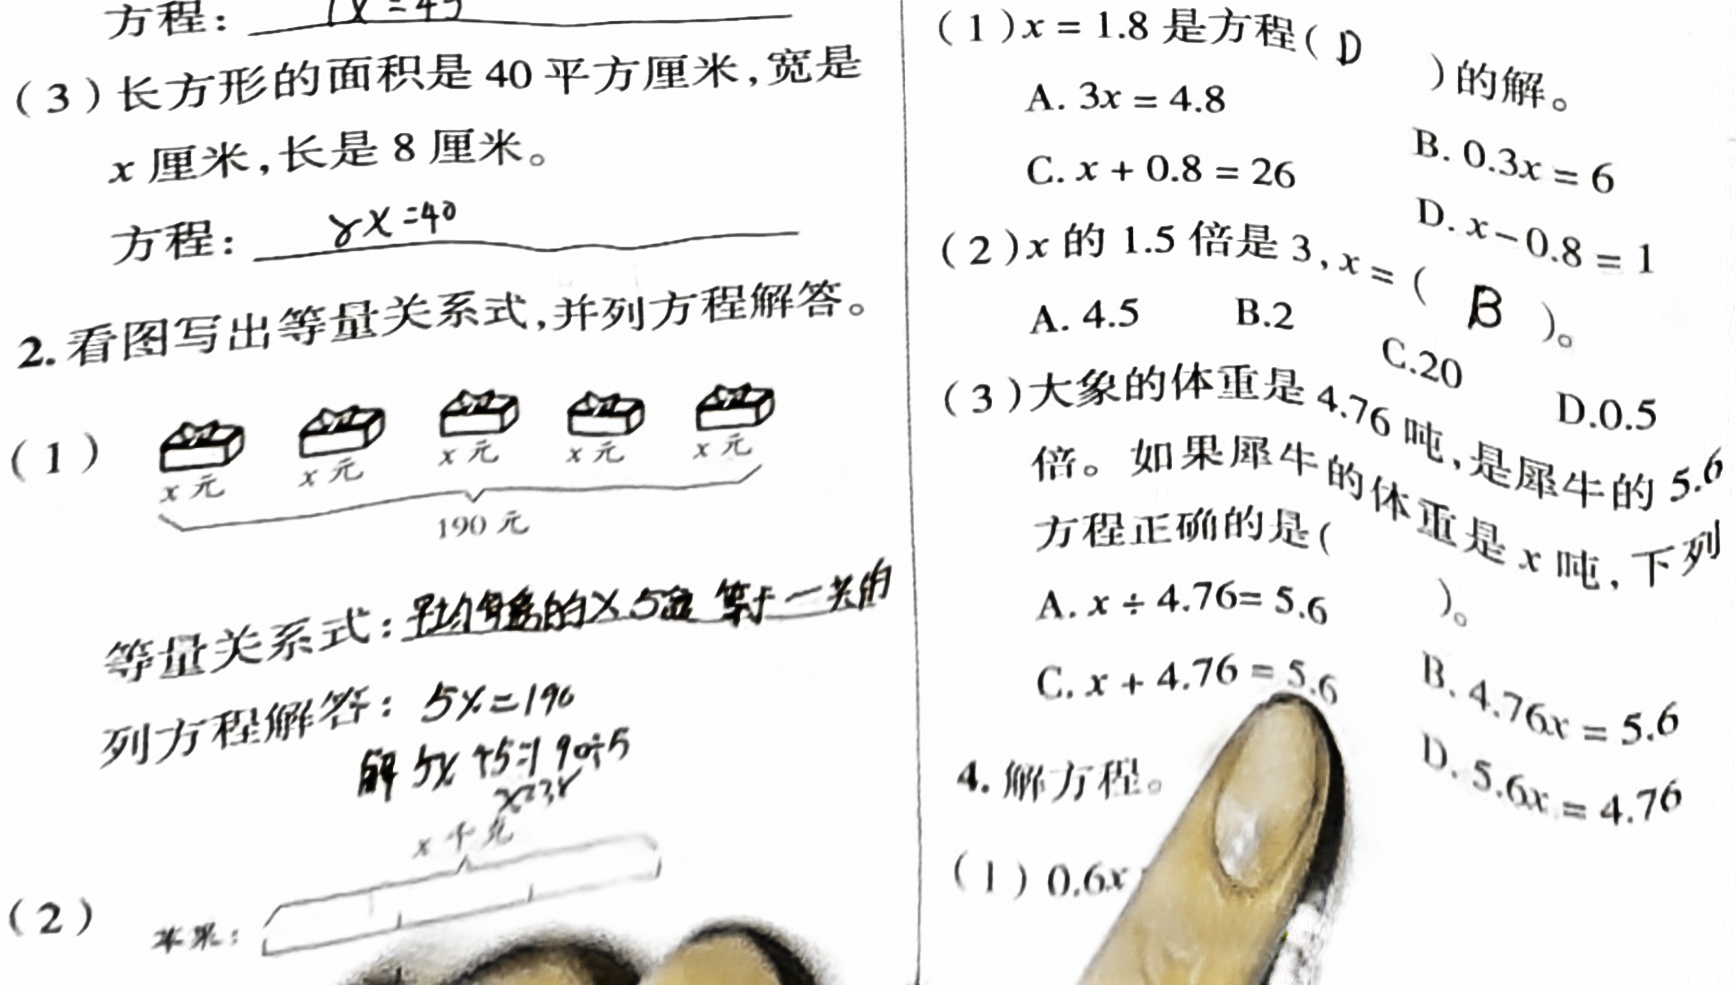 方程：
（3）长方形的面积是 40 平方厘米，宽是
x 厘米，长是 8 厘米。
方程： 8x=40
2.看图写出等量关系式，并列方程解答。
（1）
x 元 x 元 x 元 x 元 x 元
190 元
等量关系式：平均每盒的x 5盒 等于一共的
列方程解答：5x=190
解 5x÷5=190÷5
x=38
x 千克
（2） 苹果：
（1）x = 1.8 是方程（ D ）的解。
A. 3x = 4.8 B. 0.3x = 6
C. x + 0.8 = 26 D. x－0.8 = 1
（2）x 的 1.5 倍是 3，x =（ B ）。
A. 4.5 B.2 C.20 D.0.5
（3）大象的体重是 4.76 吨，是犀牛的 5.6
倍。如果犀牛的体重是 x 吨，下列
方程正确的是（ ）。
A. x ÷ 4.76= 5.6 B. 4.76x = 5.6
C. x + 4.76 = 5.6 D. 5.6x = 4.76
4. 解方程。
（1）0.6x